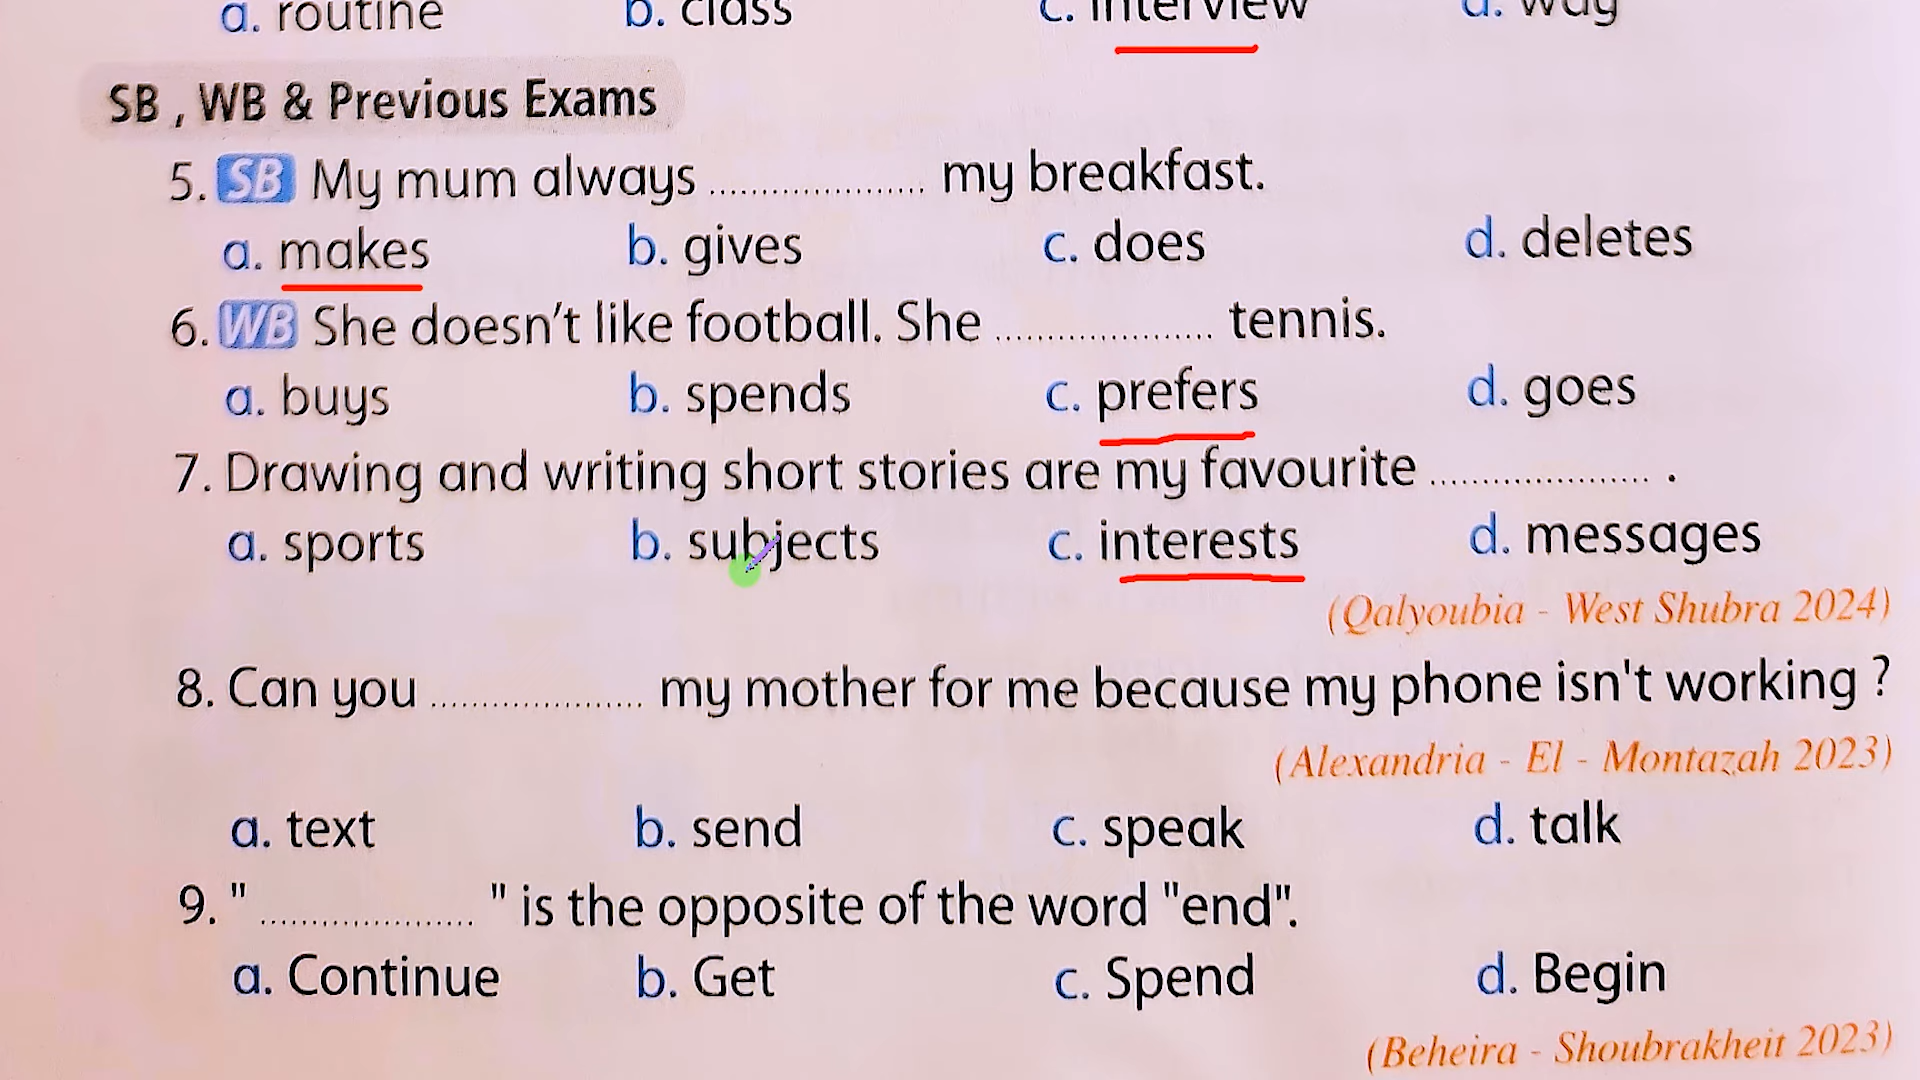 a. routine b. class c. interview d. way
SB , WB & Previous Exams
5. SB My mum always .................... my breakfast.
a. makes b. gives c. does d. deletes
6. WB She doesn't like football. She .................... tennis.
a. buys b. spends c. prefers d. goes
7. Drawing and writing short stories are my favourite .................... .
a. sports b. subjects c. interests d. messages
(Qalyoubia - West Shubra 2024)
8. Can you .................... my mother for me because my phone isn't working ?
(Alexandria - El - Montazah 2023)
a. text b. send c. speak d. talk
9. " .................... " is the opposite of the word "end".
a. Continue b. Get c. Spend d. Begin
(Beheira - Shoubrakheit 2023)